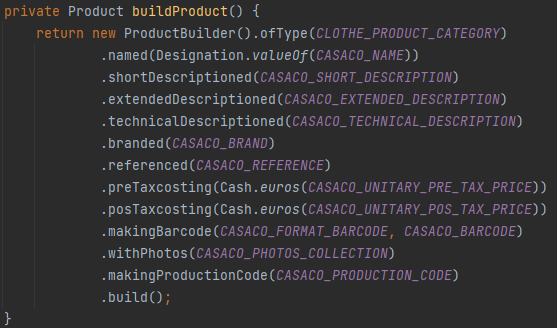 private Product buildProduct() {
return new ProductBuilder().ofType(CLOTHE_PRODUCT_CATEGORY)
.named(Designation.valueOf(CASACO_NAME))
.shortDescriptioned(CASACO_SHORT_DESCRIPTION)
.extendedDescriptioned(CASACO_EXTENDED_DESCRIPTION)
.technicalDescriptioned(CASACO_TECHNICAL_DESCRIPTION)
.branded(CASACO_BRAND)
.referenced(CASACO_REFERENCE)
.preTaxcosting(Cash.euros(CASACO_UNITARY_PRE_TAX_PRICE))
.posTaxcosting(Cash.euros(CASACO_UNITARY_POS_TAX_PRICE))
.makingBarcode(CASACO_FORMAT_BARCODE, CASACO_BARCODE)
.withPhotos(CASACO_PHOTOS_COLLECTION)
.makingProductionCode(CASACO_PRODUCTION_CODE)
.build();
}